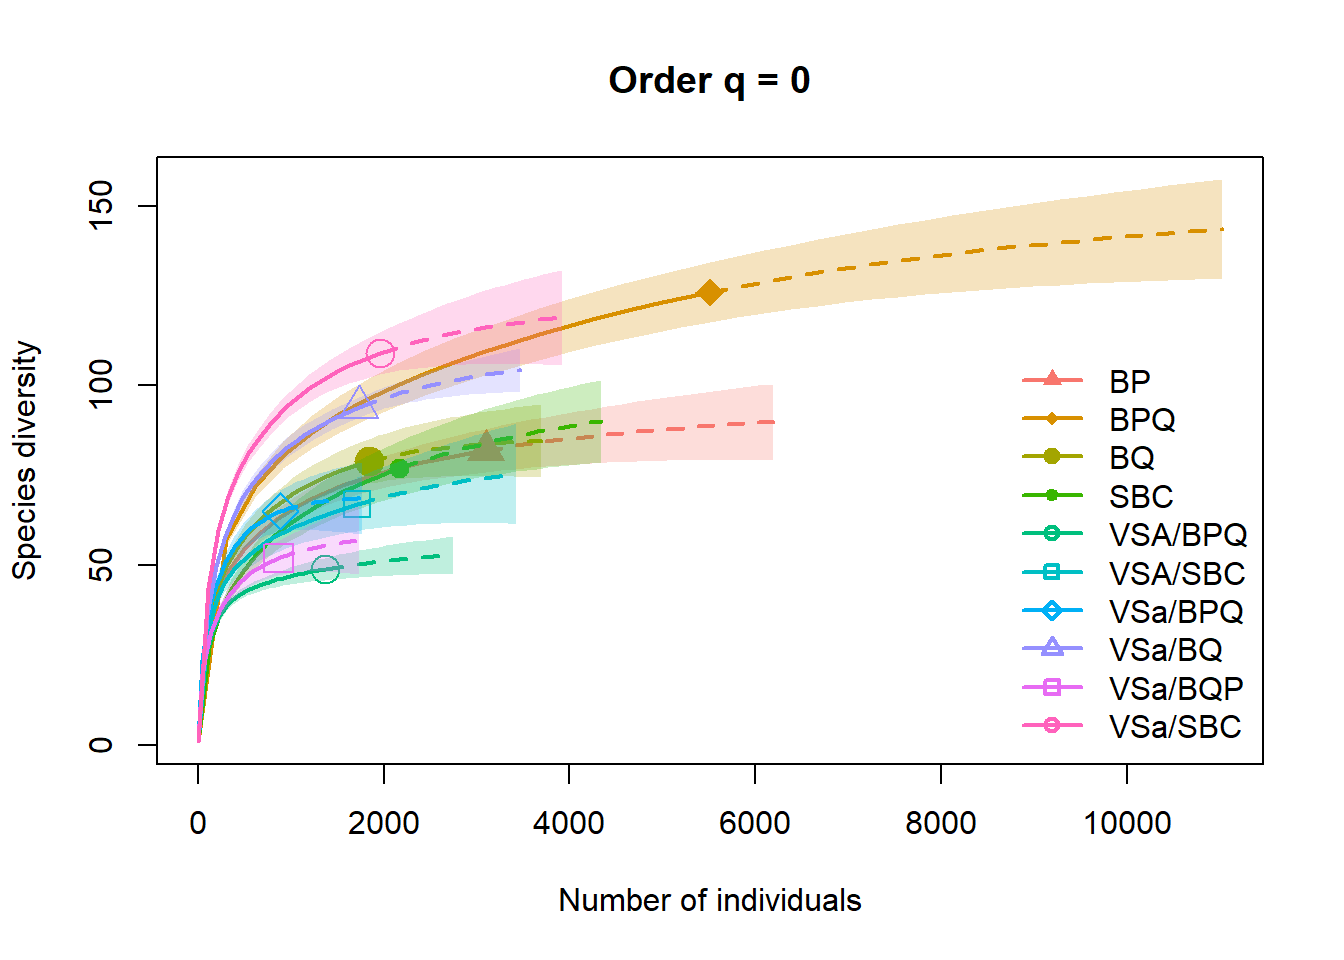 Order q = 0
Species diversity
150
100
50
0
0 2000 4000 6000 8000 10000
Number of individuals
BP
BPQ
BQ
SBC
VSA/BPQ
VSA/SBC
VSa/BPQ
VSa/BQ
VSa/BQP
VSa/SBC